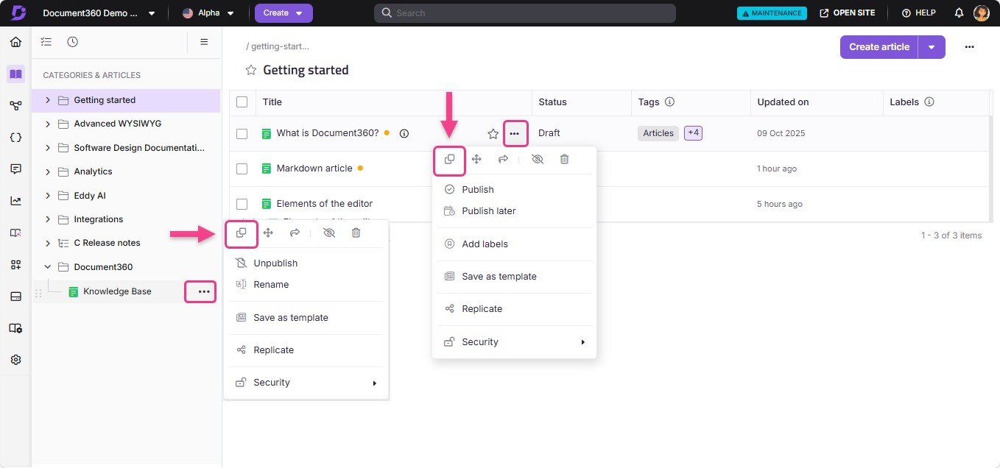 Document360 Demo ...
Alpha
Create
Search
MAINTENANCE
OPEN SITE
HELP
CATEGORIES & ARTICLES
Getting started
Advanced WYSIWYG
Software Design Documentati...
Analytics
Eddy AI
Integrations
C Release notes
Document360
Knowledge Base
/ getting-start...
Getting started
Create article
Title
Status
Tags
Updated on
Labels
What is Document360?
Draft
Articles
+4
09 Oct 2025
Markdown article
1 hour ago
Elements of the editor
5 hours ago
1 - 3 of 3 items
Publish
Publish later
Add labels
Save as template
Replicate
Security
Unpublish
Rename
Save as template
Replicate
Security